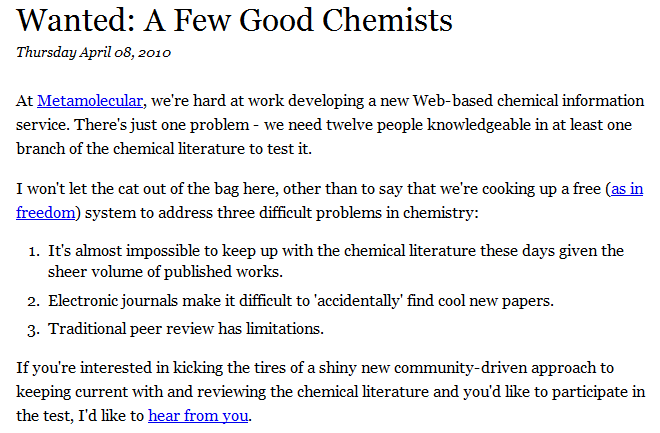 Wanted: A Few Good Chemists
Thursday April 08, 2010
At Metamolecular, we're hard at work developing a new Web-based chemical information
service. There's just one problem - we need twelve people knowledgeable in at least one
branch of the chemical literature to test it.
I won't let the cat out of the bag here, other than to say that we're cooking up a free (as in
freedom) system to address three difficult problems in chemistry:
1. It's almost impossible to keep up with the chemical literature these days given the
sheer volume of published works.
2. Electronic journals make it difficult to 'accidentally' find cool new papers.
3. Traditional peer review has limitations.
If you're interested in kicking the tires of a shiny new community-driven approach to
keeping current with and reviewing the chemical literature and you'd like to participate in
the test, I'd like to hear from you.